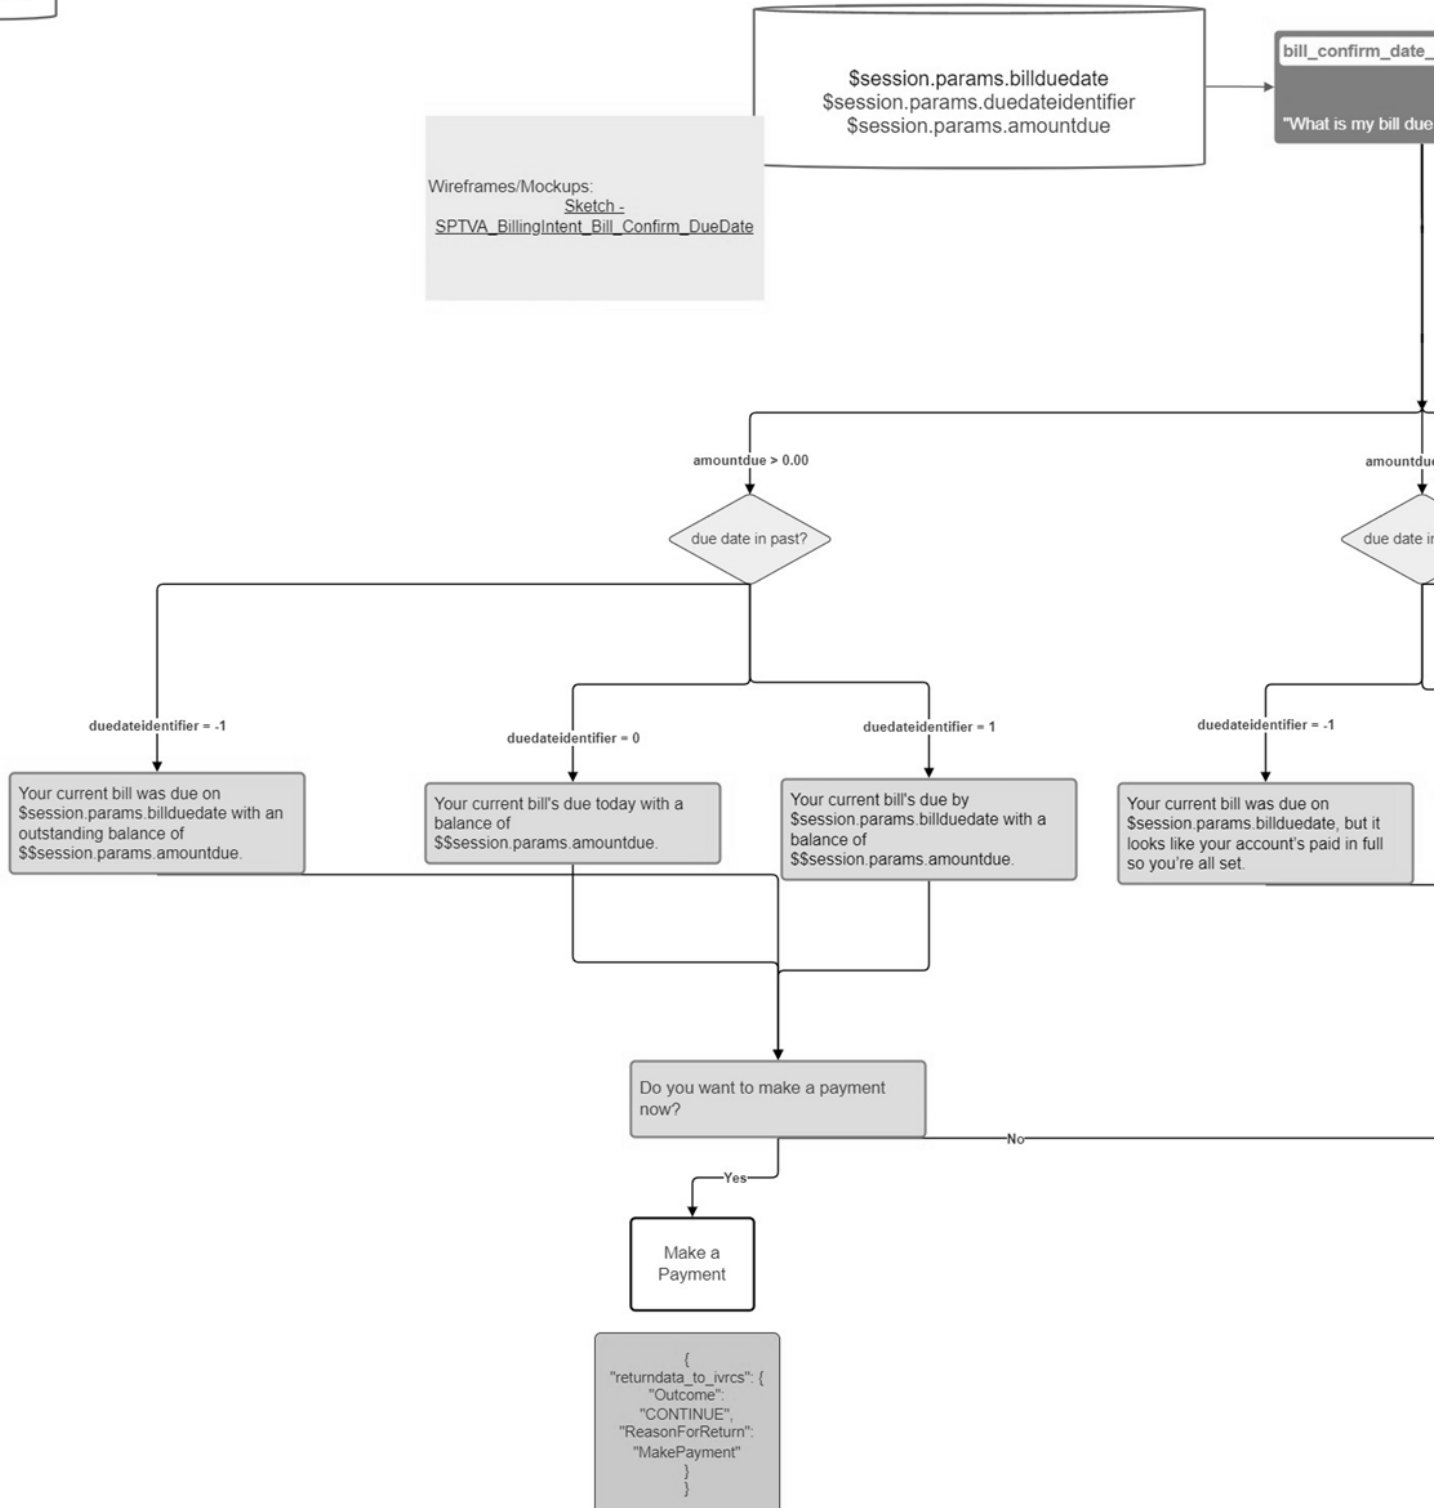 $session.params.billduedate
$session.params.duedateidentifier
$session.params.amountdue
bill_confirm_date_
"What is my bill due
Wireframes/Mockups:
Sketch -
SPTVA_BillingIntent_Bill_Confirm_DueDate
amountdue > 0.00
amountdue
due date in past?
due date in
duedateidentifier = -1
duedateidentifier = 0
duedateidentifier = 1
duedateidentifier = -1
Your current bill was due on
$session.params.billduedate with an
outstanding balance of
$$session.params.amountdue.
Your current bill's due today with a
balance of
$$session.params.amountdue.
Your current bill's due by
$session.params.billduedate with a
balance of
$$session.params.amountdue.
Your current bill was due on
$session.params.billduedate, but it
looks like your account's paid in full
so you're all set.
Do you want to make a payment
now?
No
Yes
Make a
Payment
{
"returndata_to_ivrcs": {
"Outcome":
"CONTINUE",
"ReasonForReturn":
"MakePayment"
}
}